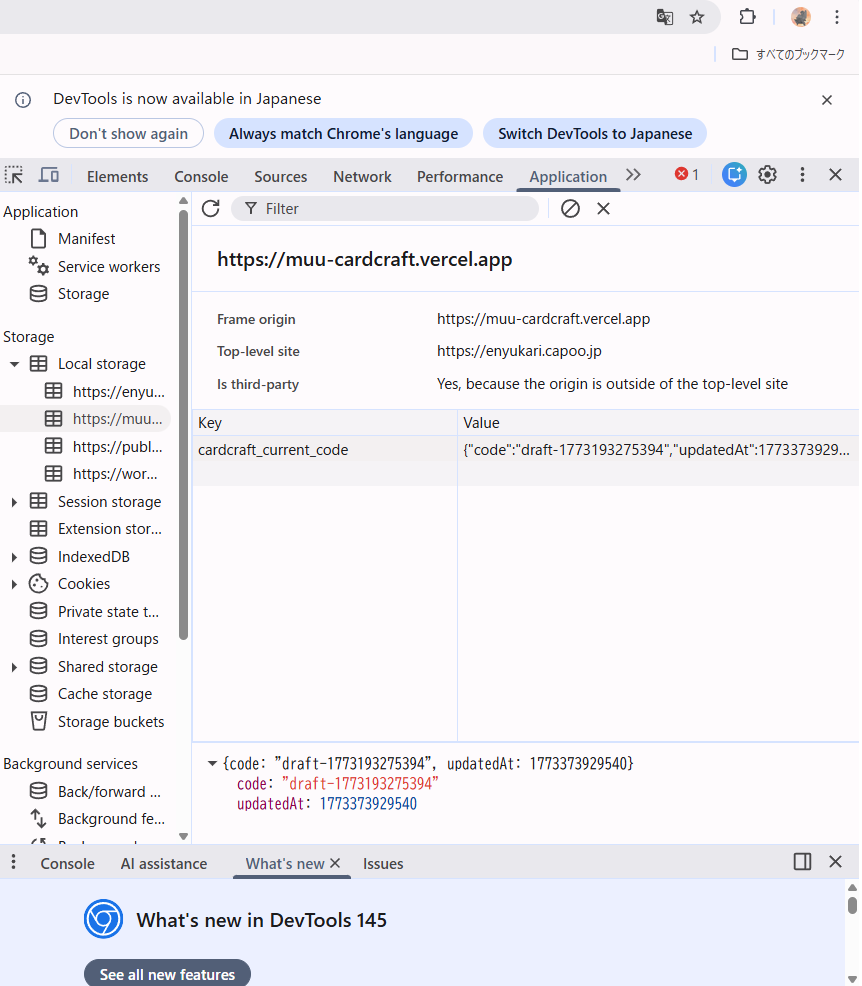 すべてのブックマーク
DevTools is now available in Japanese
Don't show again
Always match Chrome's language
Switch DevTools to Japanese
Elements
Console
Sources
Network
Performance
Application
1
Application
Manifest
Service workers
Storage
Storage
Local storage
https://enyu...
https://muu...
https://publ...
https://wor...
Session storage
Extension stor...
IndexedDB
Cookies
Private state t...
Interest groups
Shared storage
Cache storage
Storage buckets
Background services
Back/forward ...
Background fe...
Filter
https://muu-cardcraft.vercel.app
Frame origin
https://muu-cardcraft.vercel.app
Top-level site
https://enyukari.capoo.jp
Is third-party
Yes, because the origin is outside of the top-level site
Key
Value
cardcraft_current_code
{"code":"draft-1773193275394","updatedAt":1773373929...
{code: "draft-1773193275394", updatedAt: 1773373929540}
code: "draft-1773193275394"
updatedAt: 1773373929540
Console
AI assistance
What's new
Issues
What's new in DevTools 145
See all new features